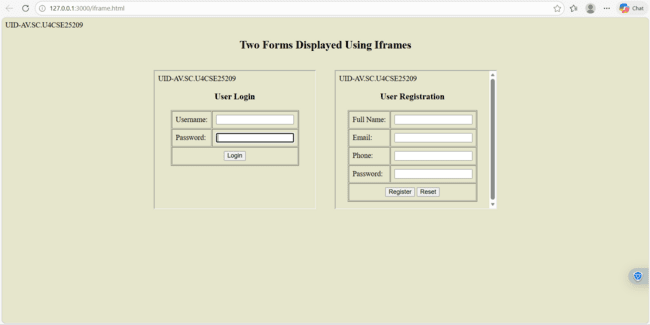 127.0.0.1:3000/iframe.html
Chat
UID-AV.SC.U4CSE25209
Two Forms Displayed Using Iframes
UID-AV.SC.U4CSE25209
User Login
Username:
Password:
Login
UID-AV.SC.U4CSE25209
User Registration
Full Name:
Email:
Phone:
Password:
Register Reset